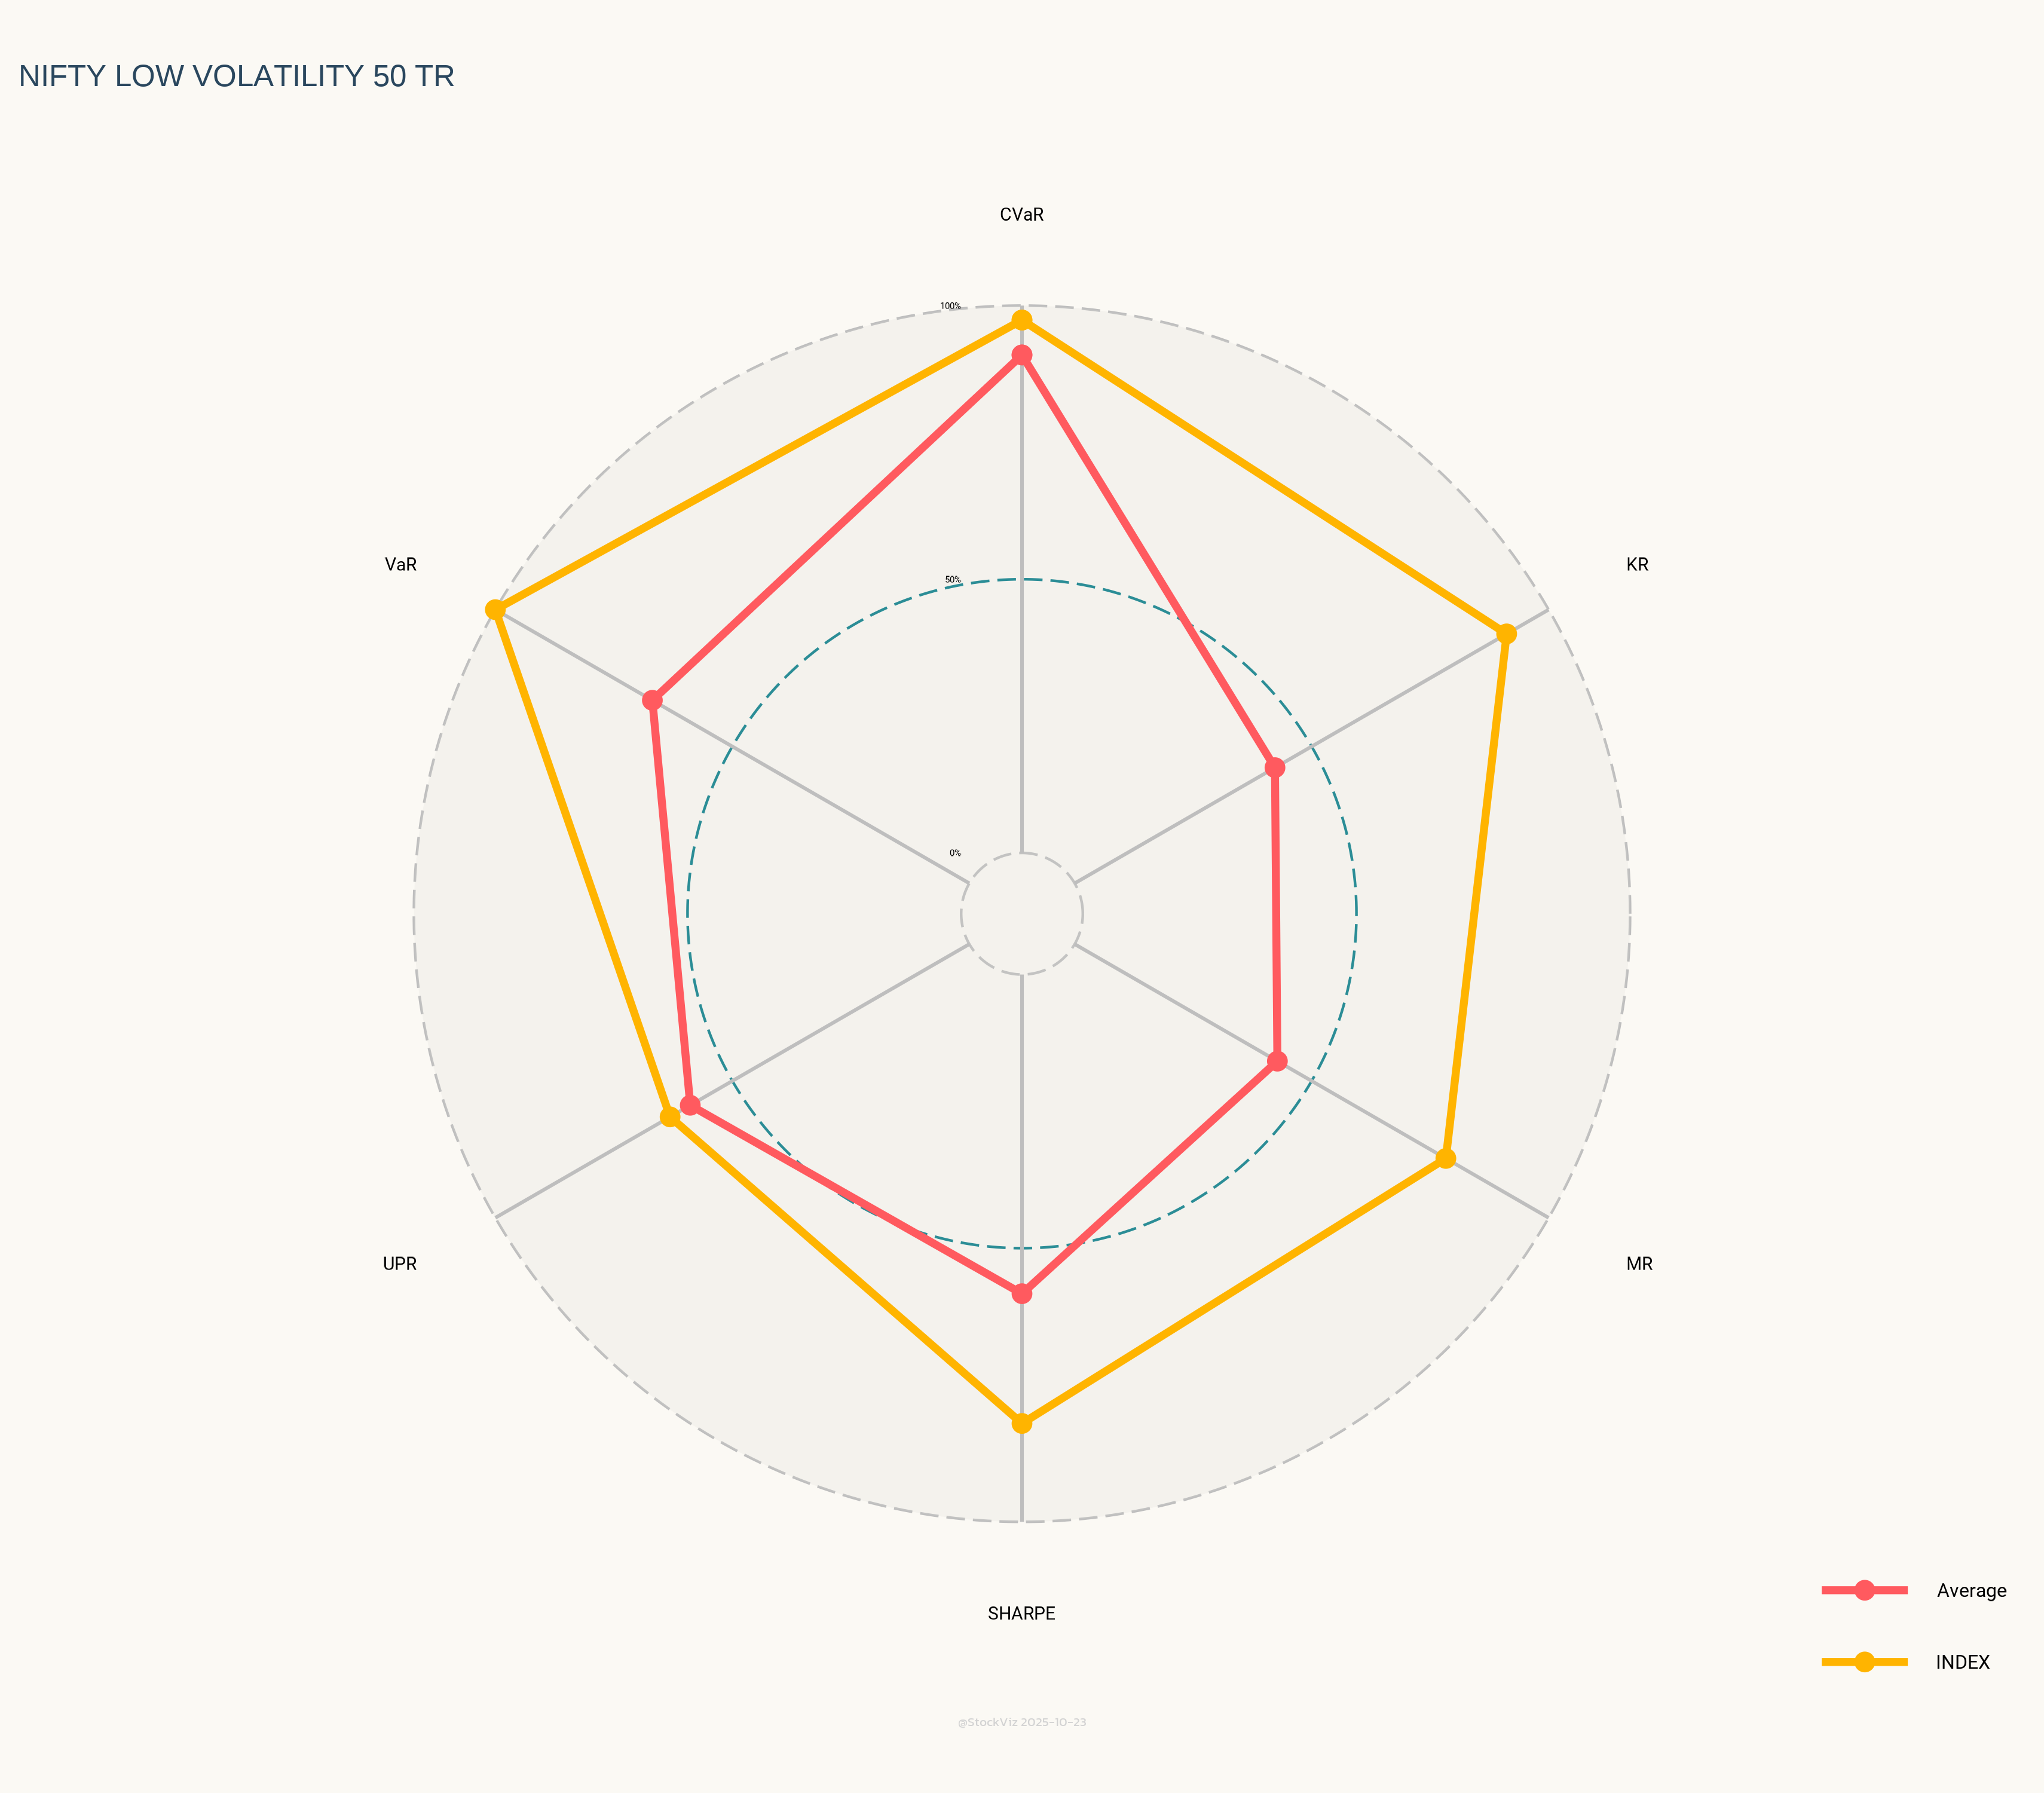 NIFTY LOW VOLATILITY 50 TR
CVaR
100%
KR
VaR
50%
0%
UPR
MR
SHARPE
Average
INDEX
@StockViz 2025-10-23